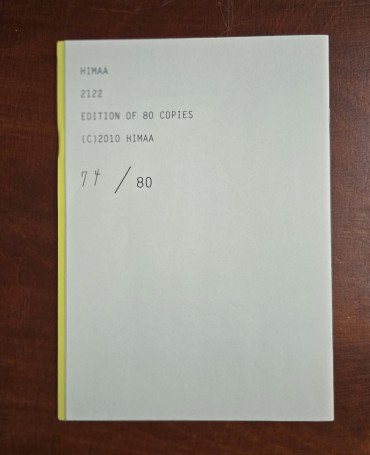 HIMAA
2122
EDITION OF 80 COPIES
(C)2010 HIMAA
74 / 80